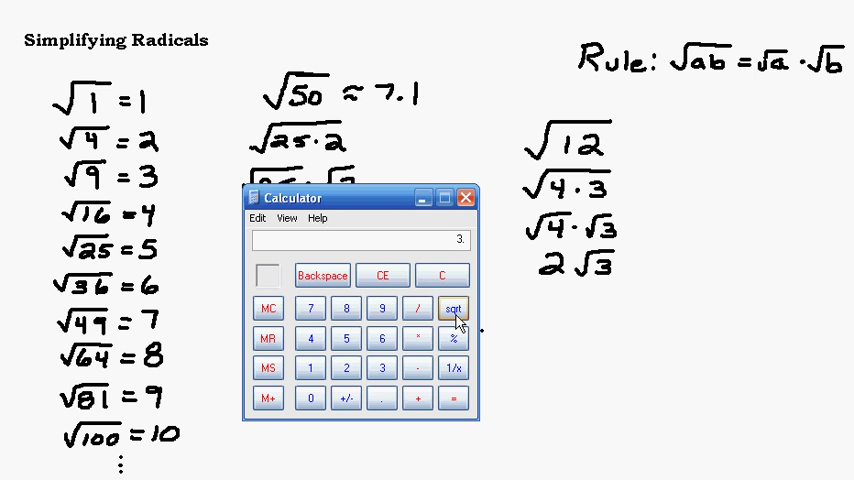 Simplifying Radicals
Rule: √ab = √a · √b
√1 = 1
√4 = 2
√9 = 3
√16 = 4
√25 = 5
√36 = 6
√49 = 7
√64 = 8
√81 = 9
√100 = 10
⋮
√50 ≈ 7.1
√25·2
√12
√4·3
√4·√3
2√3
Calculator
Edit View Help
3.
Backspace CE C
MC 7 8 9 / sqrt
MR 4 5 6 * %
MS 1 2 3 - 1/x
M+ 0 +/- . + =